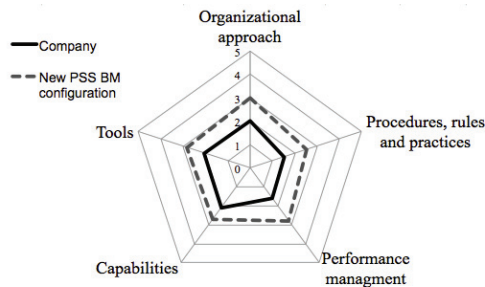 Organizational
approach
Company
New PSS BM
configuration
5
4
3
2
1
0
Tools
Procedures, rules
and practices
Capabilities
Performance
managment